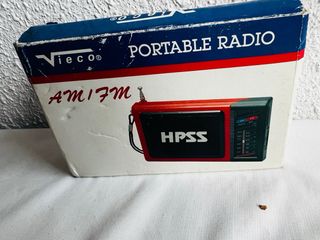 Vieco®
PORTABLE RADIO
AM/FM
HPSS